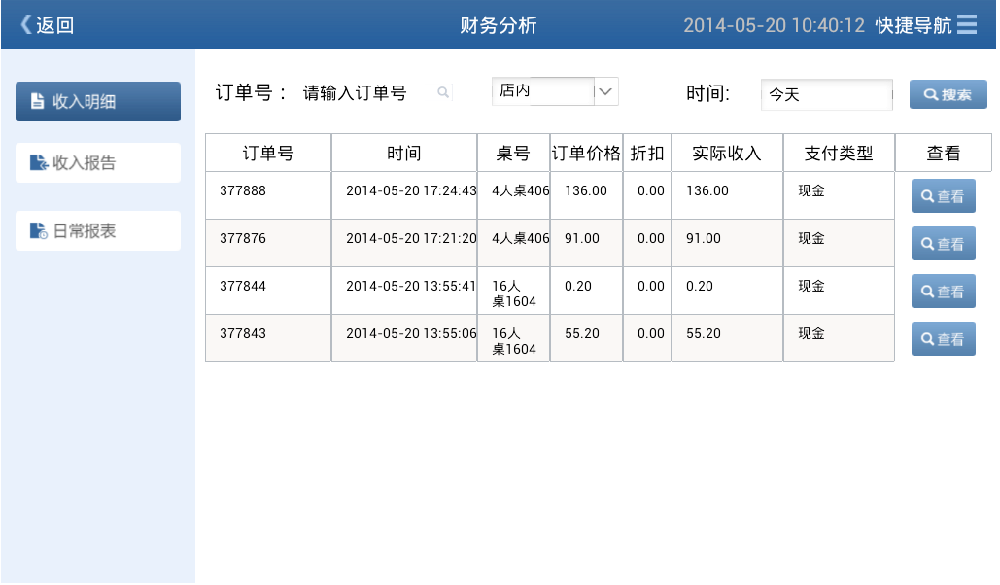 返回 财务分析 2014-05-20 10:40:12 快捷导航
收入明细
收入报告
日常报表
订单号： 请输入订单号 店内 时间: 今天 搜索
订单号 时间 桌号 订单价格 折扣 实际收入 支付类型 查看
377888 2014-05-20 17:24:43 4人桌406 136.00 0.00 136.00 现金 查看
377876 2014-05-20 17:21:20 4人桌406 91.00 0.00 91.00 现金 查看
377844 2014-05-20 13:55:41 16人 0.20 0.00 0.20 现金 查看
桌1604
377843 2014-05-20 13:55:06 16人 55.20 0.00 55.20 现金 查看
桌1604